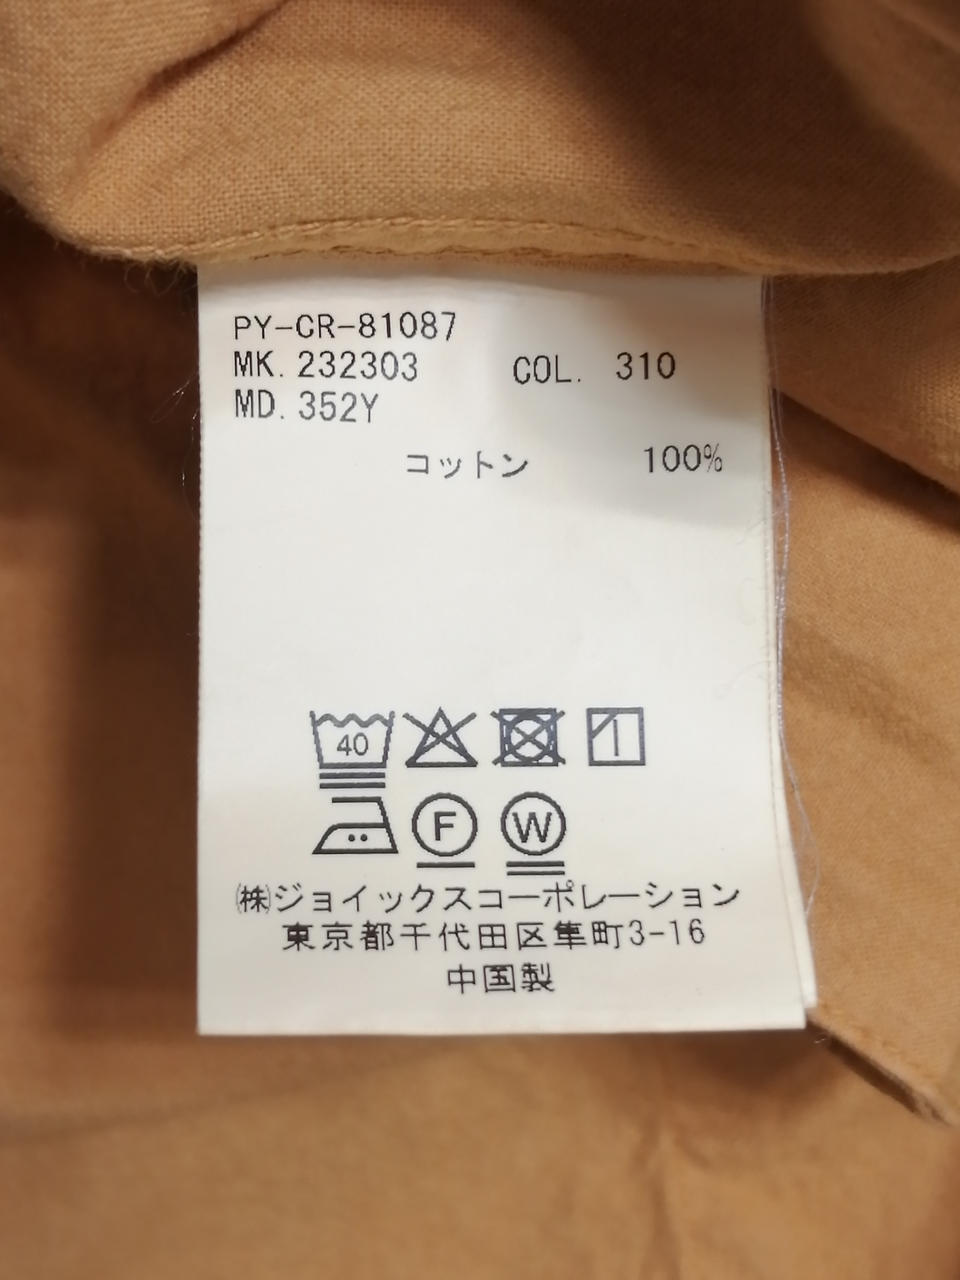 PY-CR-81087
MK. 232303 COL. 310
MD. 352Y
コットン 100%
40
F W
㈱ジョイックスコーポレーション
東京都千代田区隼町3-16
中国製